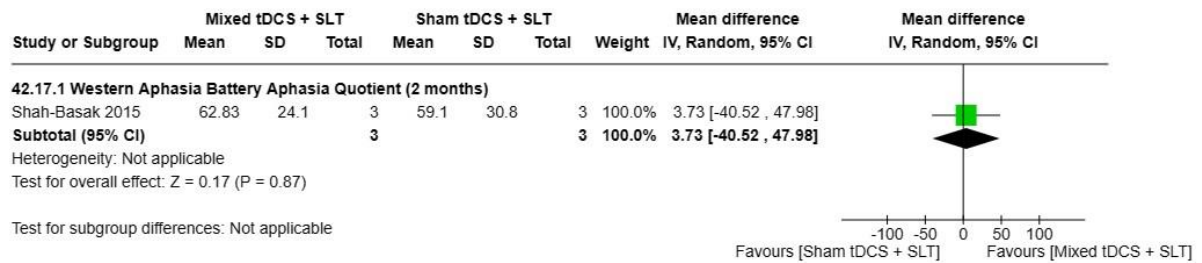 Mixed tDCS + SLT Sham tDCS + SLT Mean difference Mean difference
Study or Subgroup Mean SD Total Mean SD Total Weight IV, Random, 95% CI IV, Random, 95% CI
42.17.1 Western Aphasia Battery Aphasia Quotient (2 months)
Shah-Basak 2015 62.83 24.1 3 59.1 30.8 3 100.0% 3.73 [-40.52 , 47.98]
Subtotal (95% CI) 3 3 100.0% 3.73 [-40.52 , 47.98]
Heterogeneity: Not applicable
Test for overall effect: Z = 0.17 (P = 0.87)
Test for subgroup differences: Not applicable
-100 -50 0 50 100
Favours [Sham tDCS + SLT] Favours [Mixed tDCS + SLT]